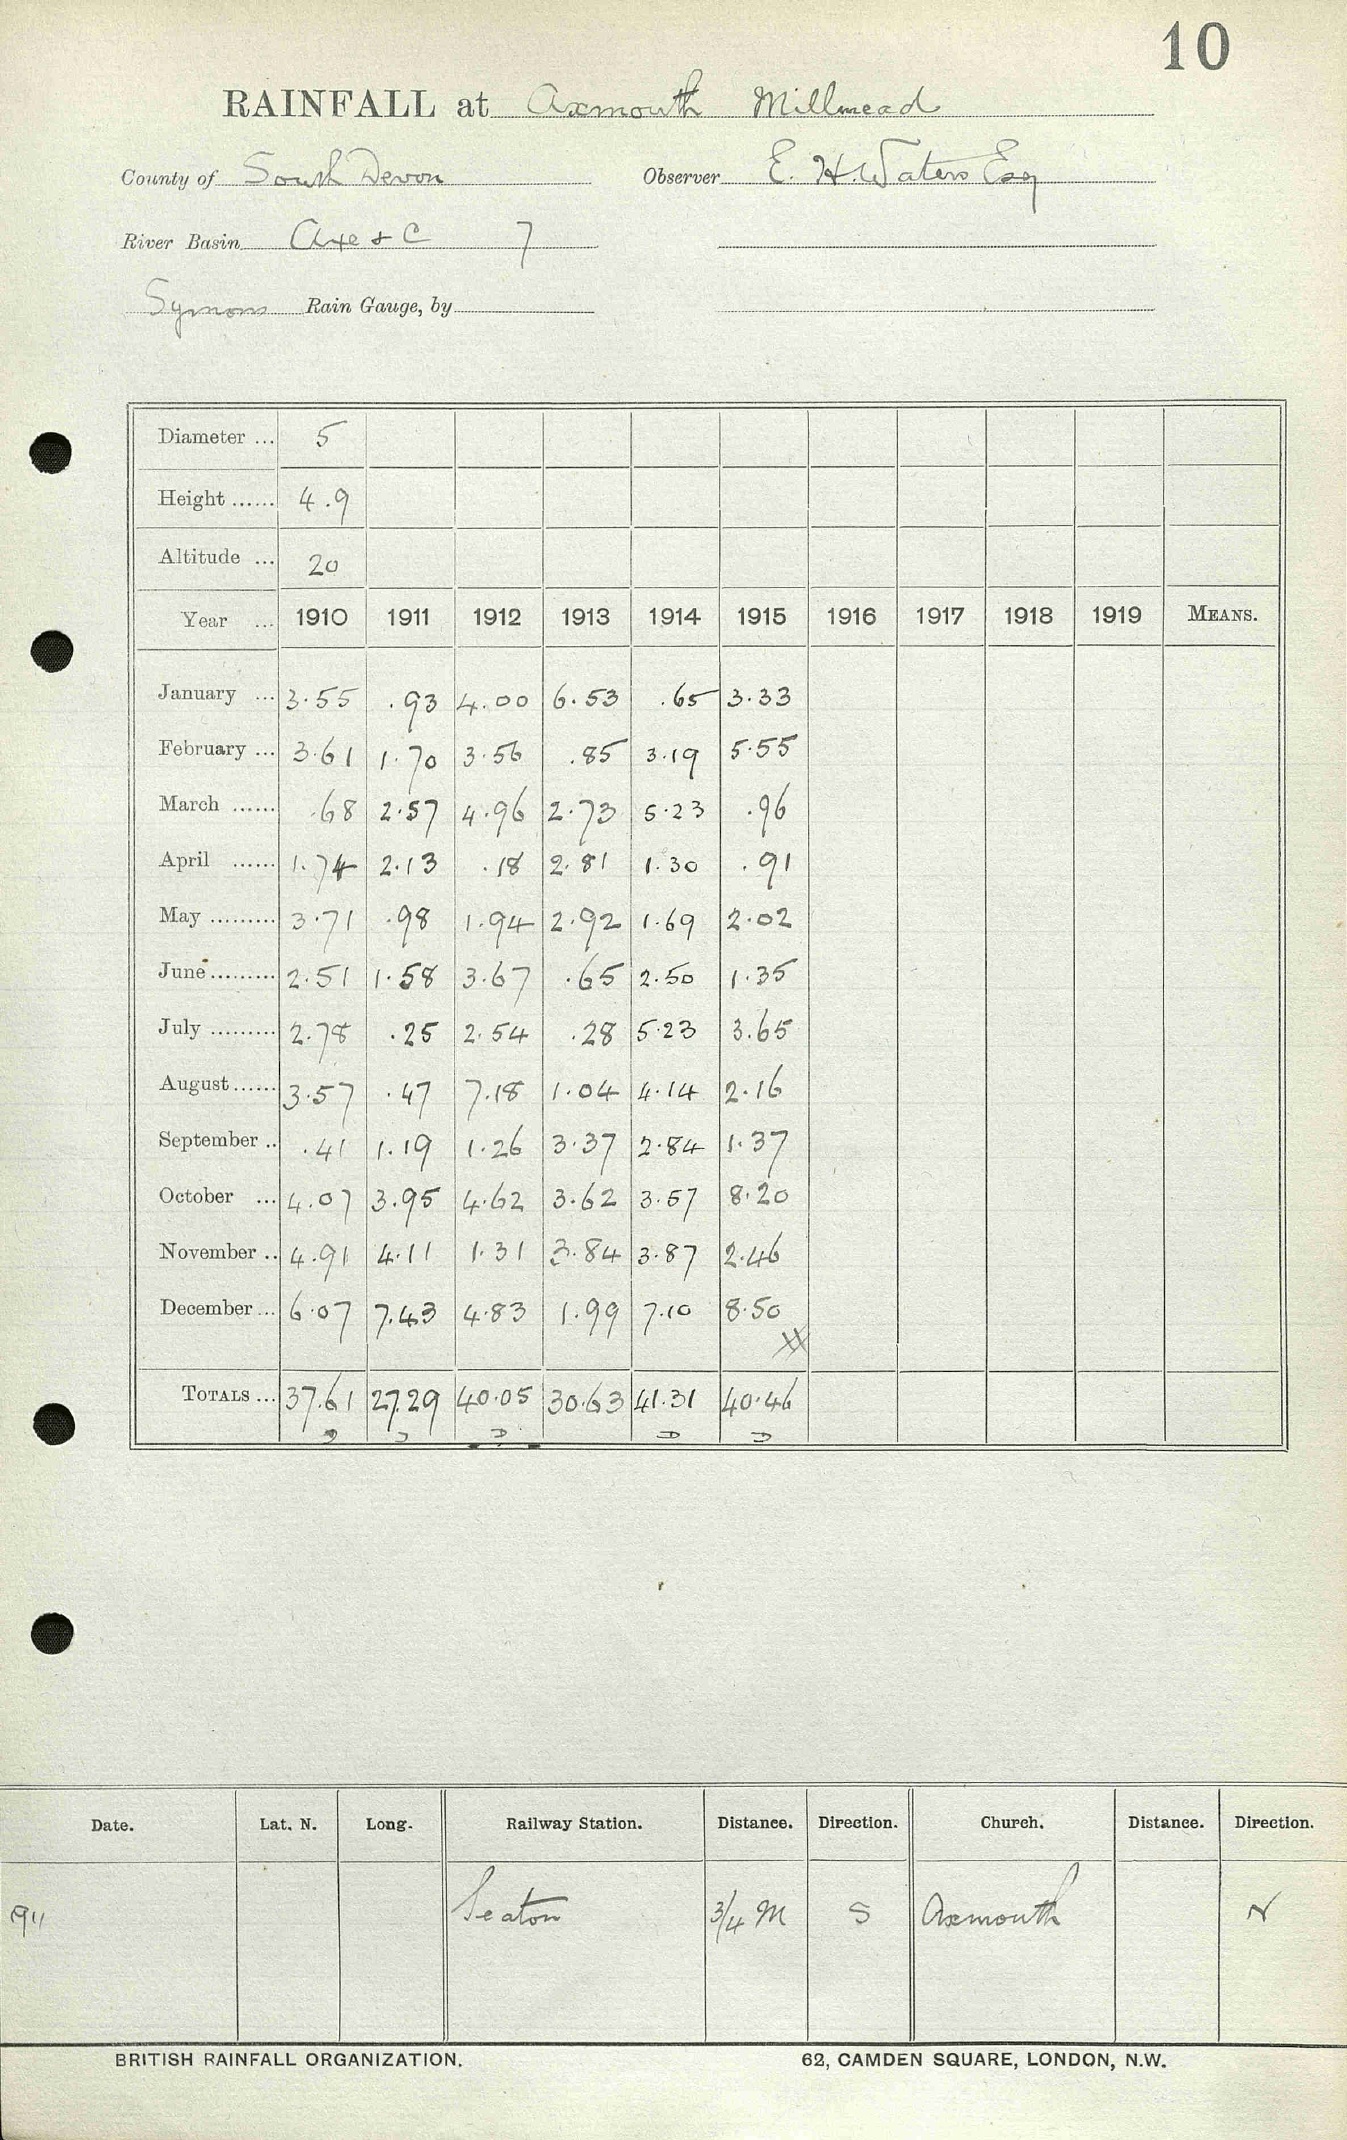 10
RAINFALL at Axmouth Millmead
County of South Devon Observer E. H. Waters Esq
River Basin Axe & C 7
Symons Rain Gauge, by
Diameter ... 5
Height ...... 4.9
Altitude ... 20
Year ... 1910 1911 1912 1913 1914 1915 1916 1917 1918 1919 MEANS.
January ... 3.55 .93 4.00 6.53 .65 3.33
February ... 3.61 1.70 3.56 .85 3.19 5.55
March ...... .68 2.57 4.96 2.73 5.23 .96
April ...... 1.74 2.13 .18 2.81 1.30 .91
May ......... 3.71 .98 1.94 2.92 1.69 2.02
June ......... 2.51 1.58 3.67 .65 2.50 1.35
July ......... 2.78 .25 2.54 .28 5.23 3.65
August ...... 3.57 .47 7.18 1.04 4.14 2.16
September .. .41 1.19 1.26 3.37 2.84 1.37
October ... 4.07 3.95 4.62 3.62 3.57 8.20
November .. 4.91 4.11 1.31 3.84 3.87 2.46
December ... 6.07 7.43 4.83 1.99 7.10 8.50
TOTALS ... 37.61 27.29 40.05 30.63 41.31 40.46
Date. Lat. N. Long. Railway Station. Distance. Direction. Church. Distance. Direction.
1911 Seaton 3/4 M S Axmouth N
BRITISH RAINFALL ORGANIZATION. 62, CAMDEN SQUARE, LONDON, N.W.